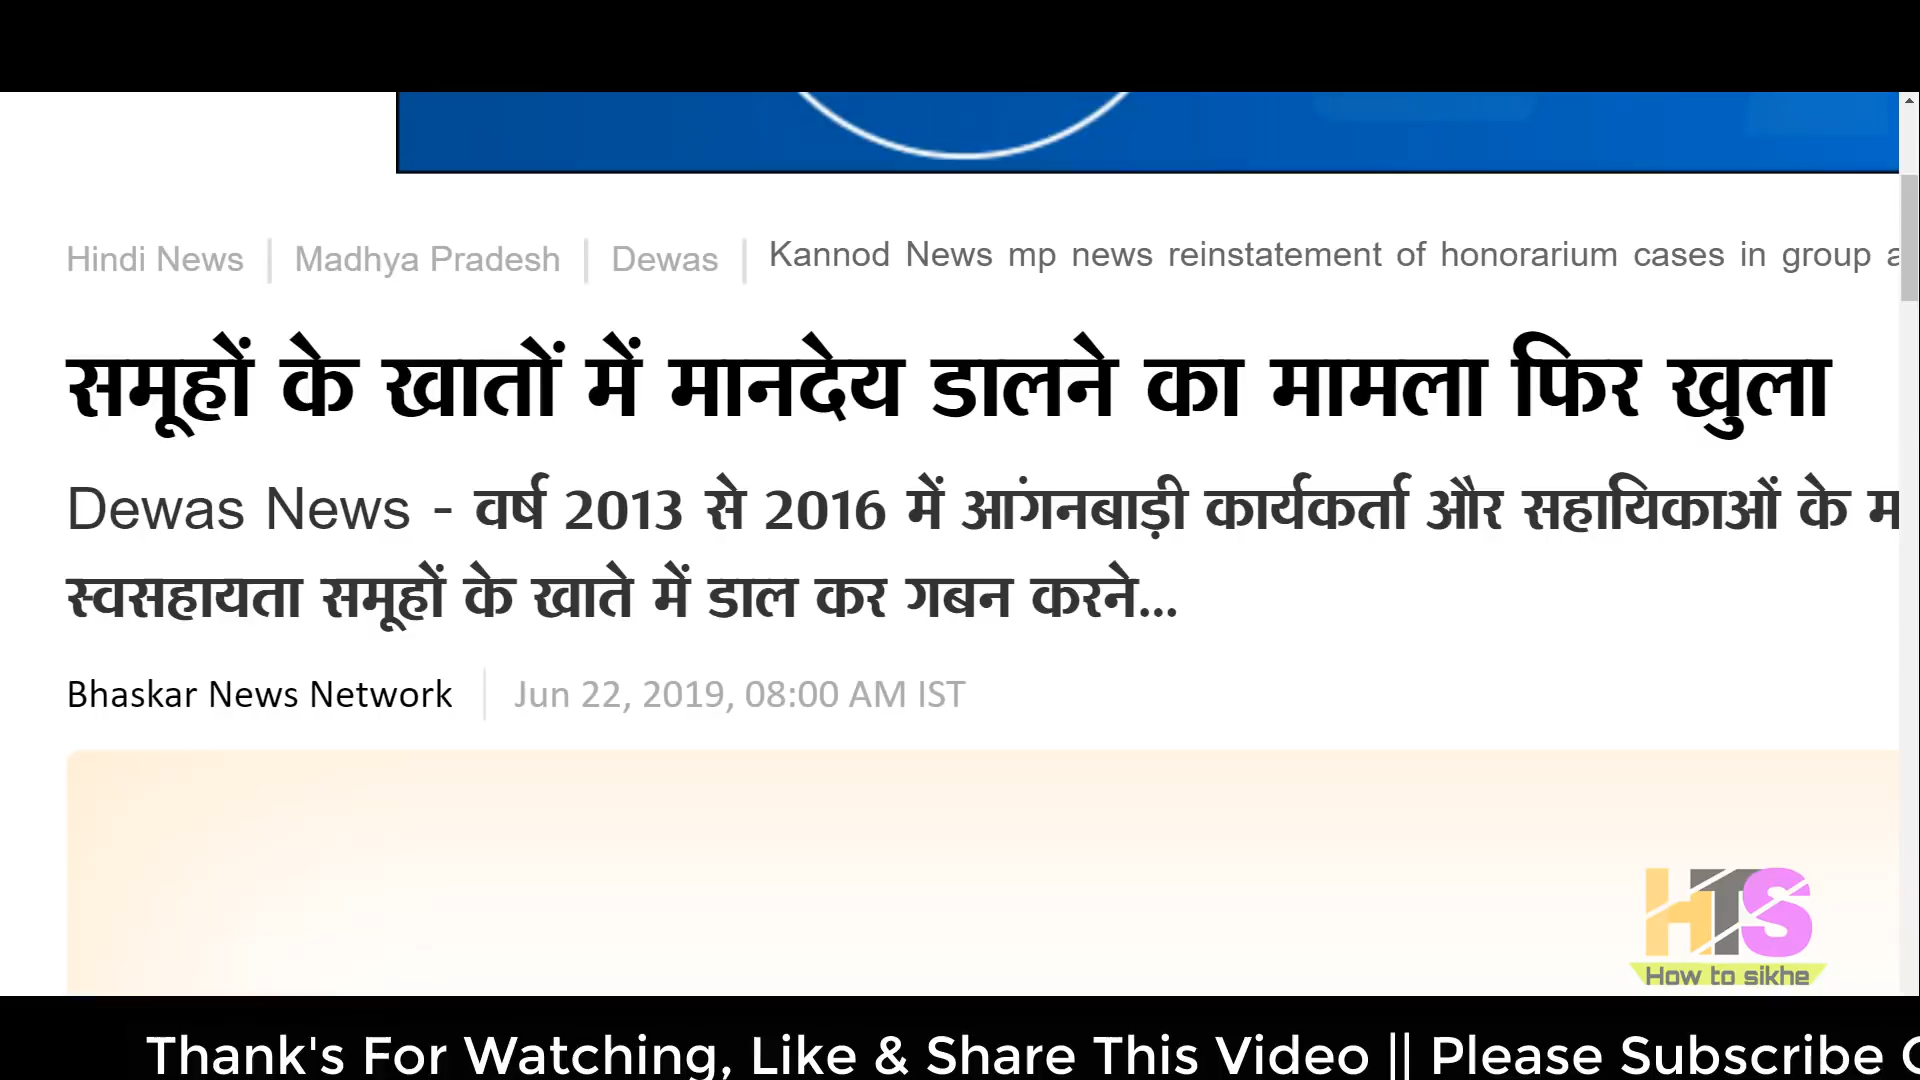 Hindi News | Madhya Pradesh | Dewas | Kannod News mp news reinstatement of honorarium cases in group
समूहों के खातों में मानदेय डालने का मामला फिर खुला
Dewas News - वर्ष 2013 से 2016 में आंगनबाड़ी कार्यकर्ता और सहायिकाओं के
स्वसहायता समूहों के खाते में डाल कर गबन करने...
Bhaskar News Network | Jun 22, 2019, 08:00 AM IST
HTS
How to sikhe
Thank's For Watching, Like & Share This Video || Please Subscribe